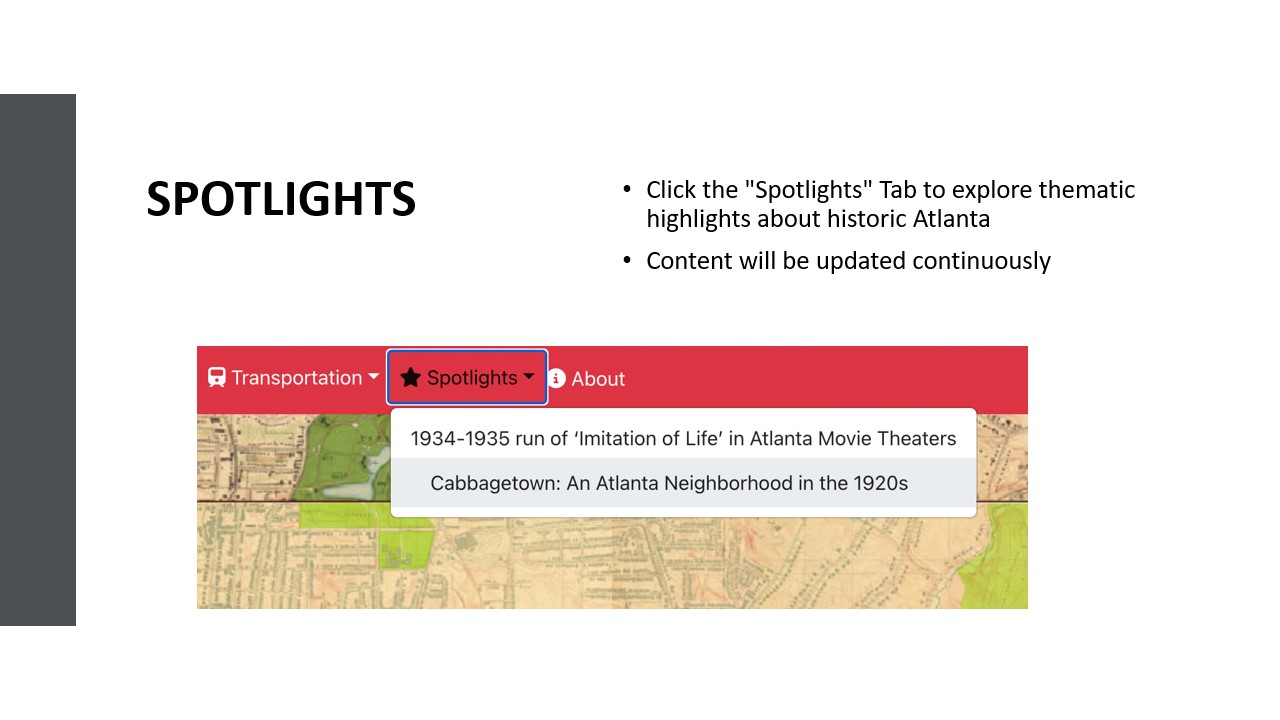 SPOTLIGHTS
• Click the "Spotlights" Tab to explore thematic
highlights about historic Atlanta
• Content will be updated continuously
Transportation
Spotlights
About
1934-1935 run of ‘Imitation of Life’ in Atlanta Movie Theaters
Cabbagetown: An Atlanta Neighborhood in the 1920s